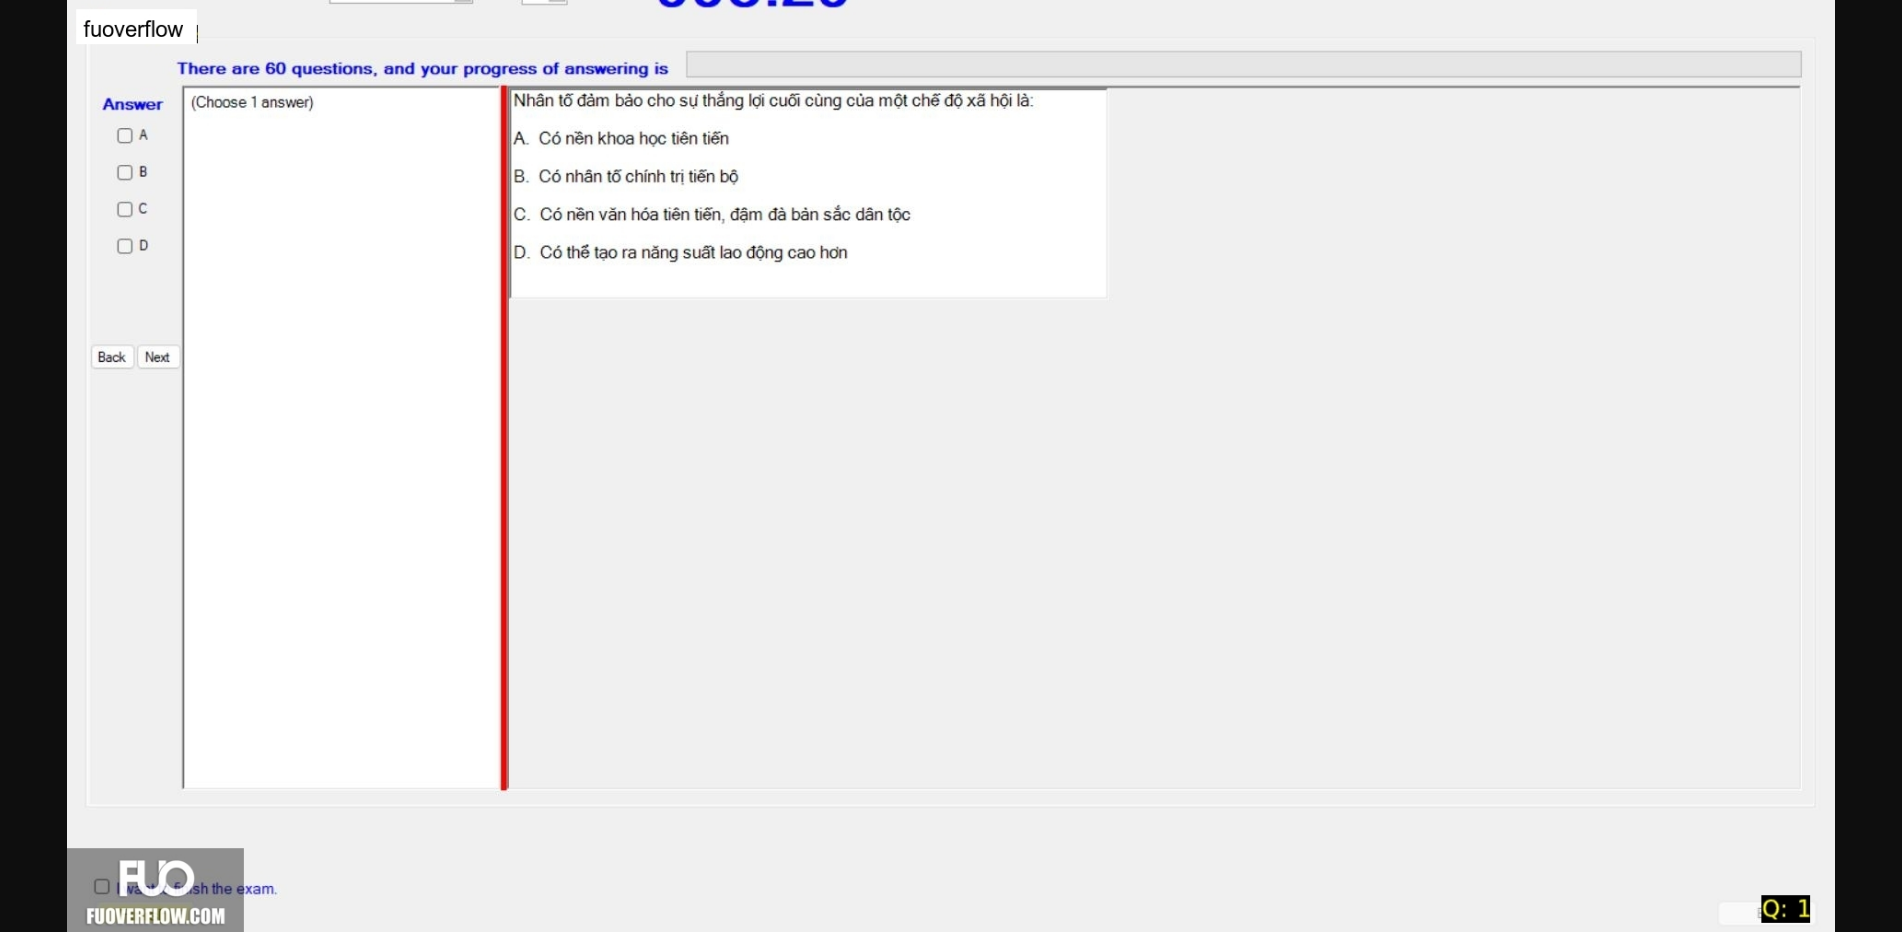 fuoverflow
There are 60 questions, and your progress of answering is
Answer
(Choose 1 answer)
A
B
C
D
Back
Next
Nhân tố đảm bảo cho sự thắng lợi cuối cùng của một chế độ xã hội là:
A. Có nền khoa học tiên tiến
B. Có nhân tố chính trị tiến bộ
C. Có nền văn hóa tiên tiến, đậm đà bản sắc dân tộc
D. Có thể tạo ra năng suất lao động cao hơn
the exam.
FUO
FUOVERFLOW.COM
Q: 1